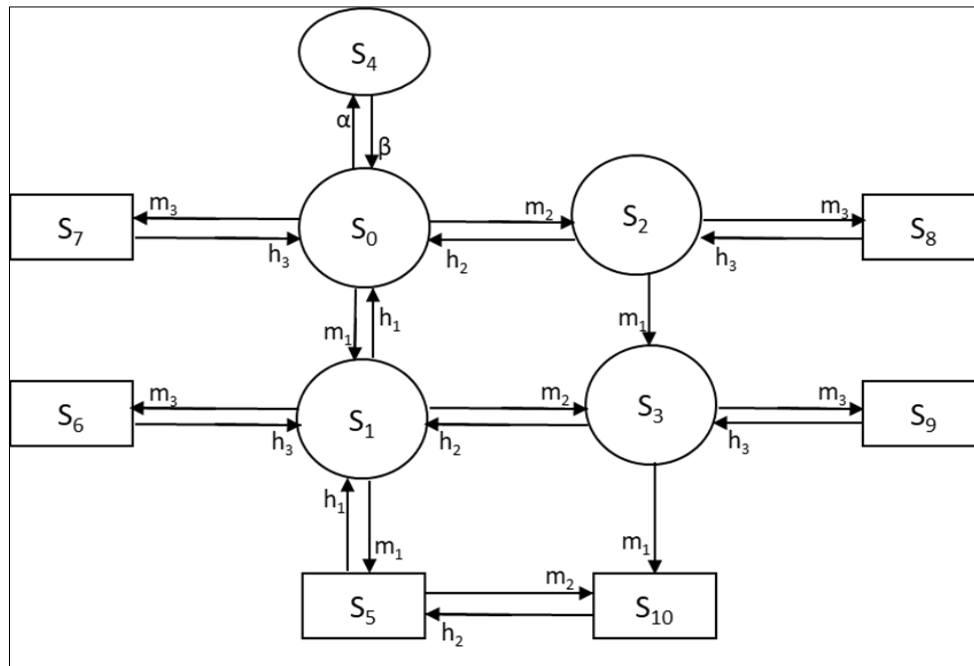 S₄
α
β
m₃
m₂
m₃
S₇
S₀
S₂
S₈
h₃
h₂
h₃
m₁
h₁
m₁
m₃
m₂
m₃
S₆
S₁
S₃
S₉
h₃
h₂
h₃
h₁
m₁
m₁
m₂
S₅
S₁₀
h₂